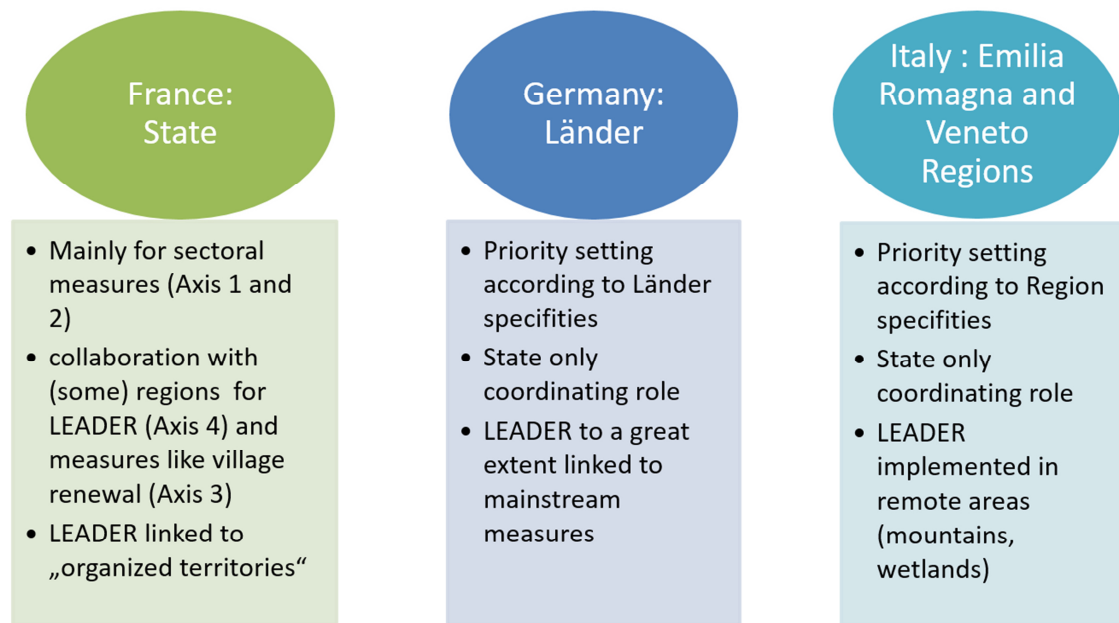 France:
State
• Mainly for sectoral
measures (Axis 1 and
2)
• collaboration with
(some) regions  for
LEADER (Axis 4) and
measures like village
renewal (Axis 3)
• LEADER linked to
„organized territories“
Germany:
Länder
• Priority setting
according to Länder
specifities
• State only
coordinating role
• LEADER to a great
extent linked to
mainstream
measures
Italy : Emilia
Romagna and
Veneto
Regions
• Priority setting
according to Region
specifities
• State only
coordinating role
• LEADER
implemented in
remote areas
(mountains,
wetlands)